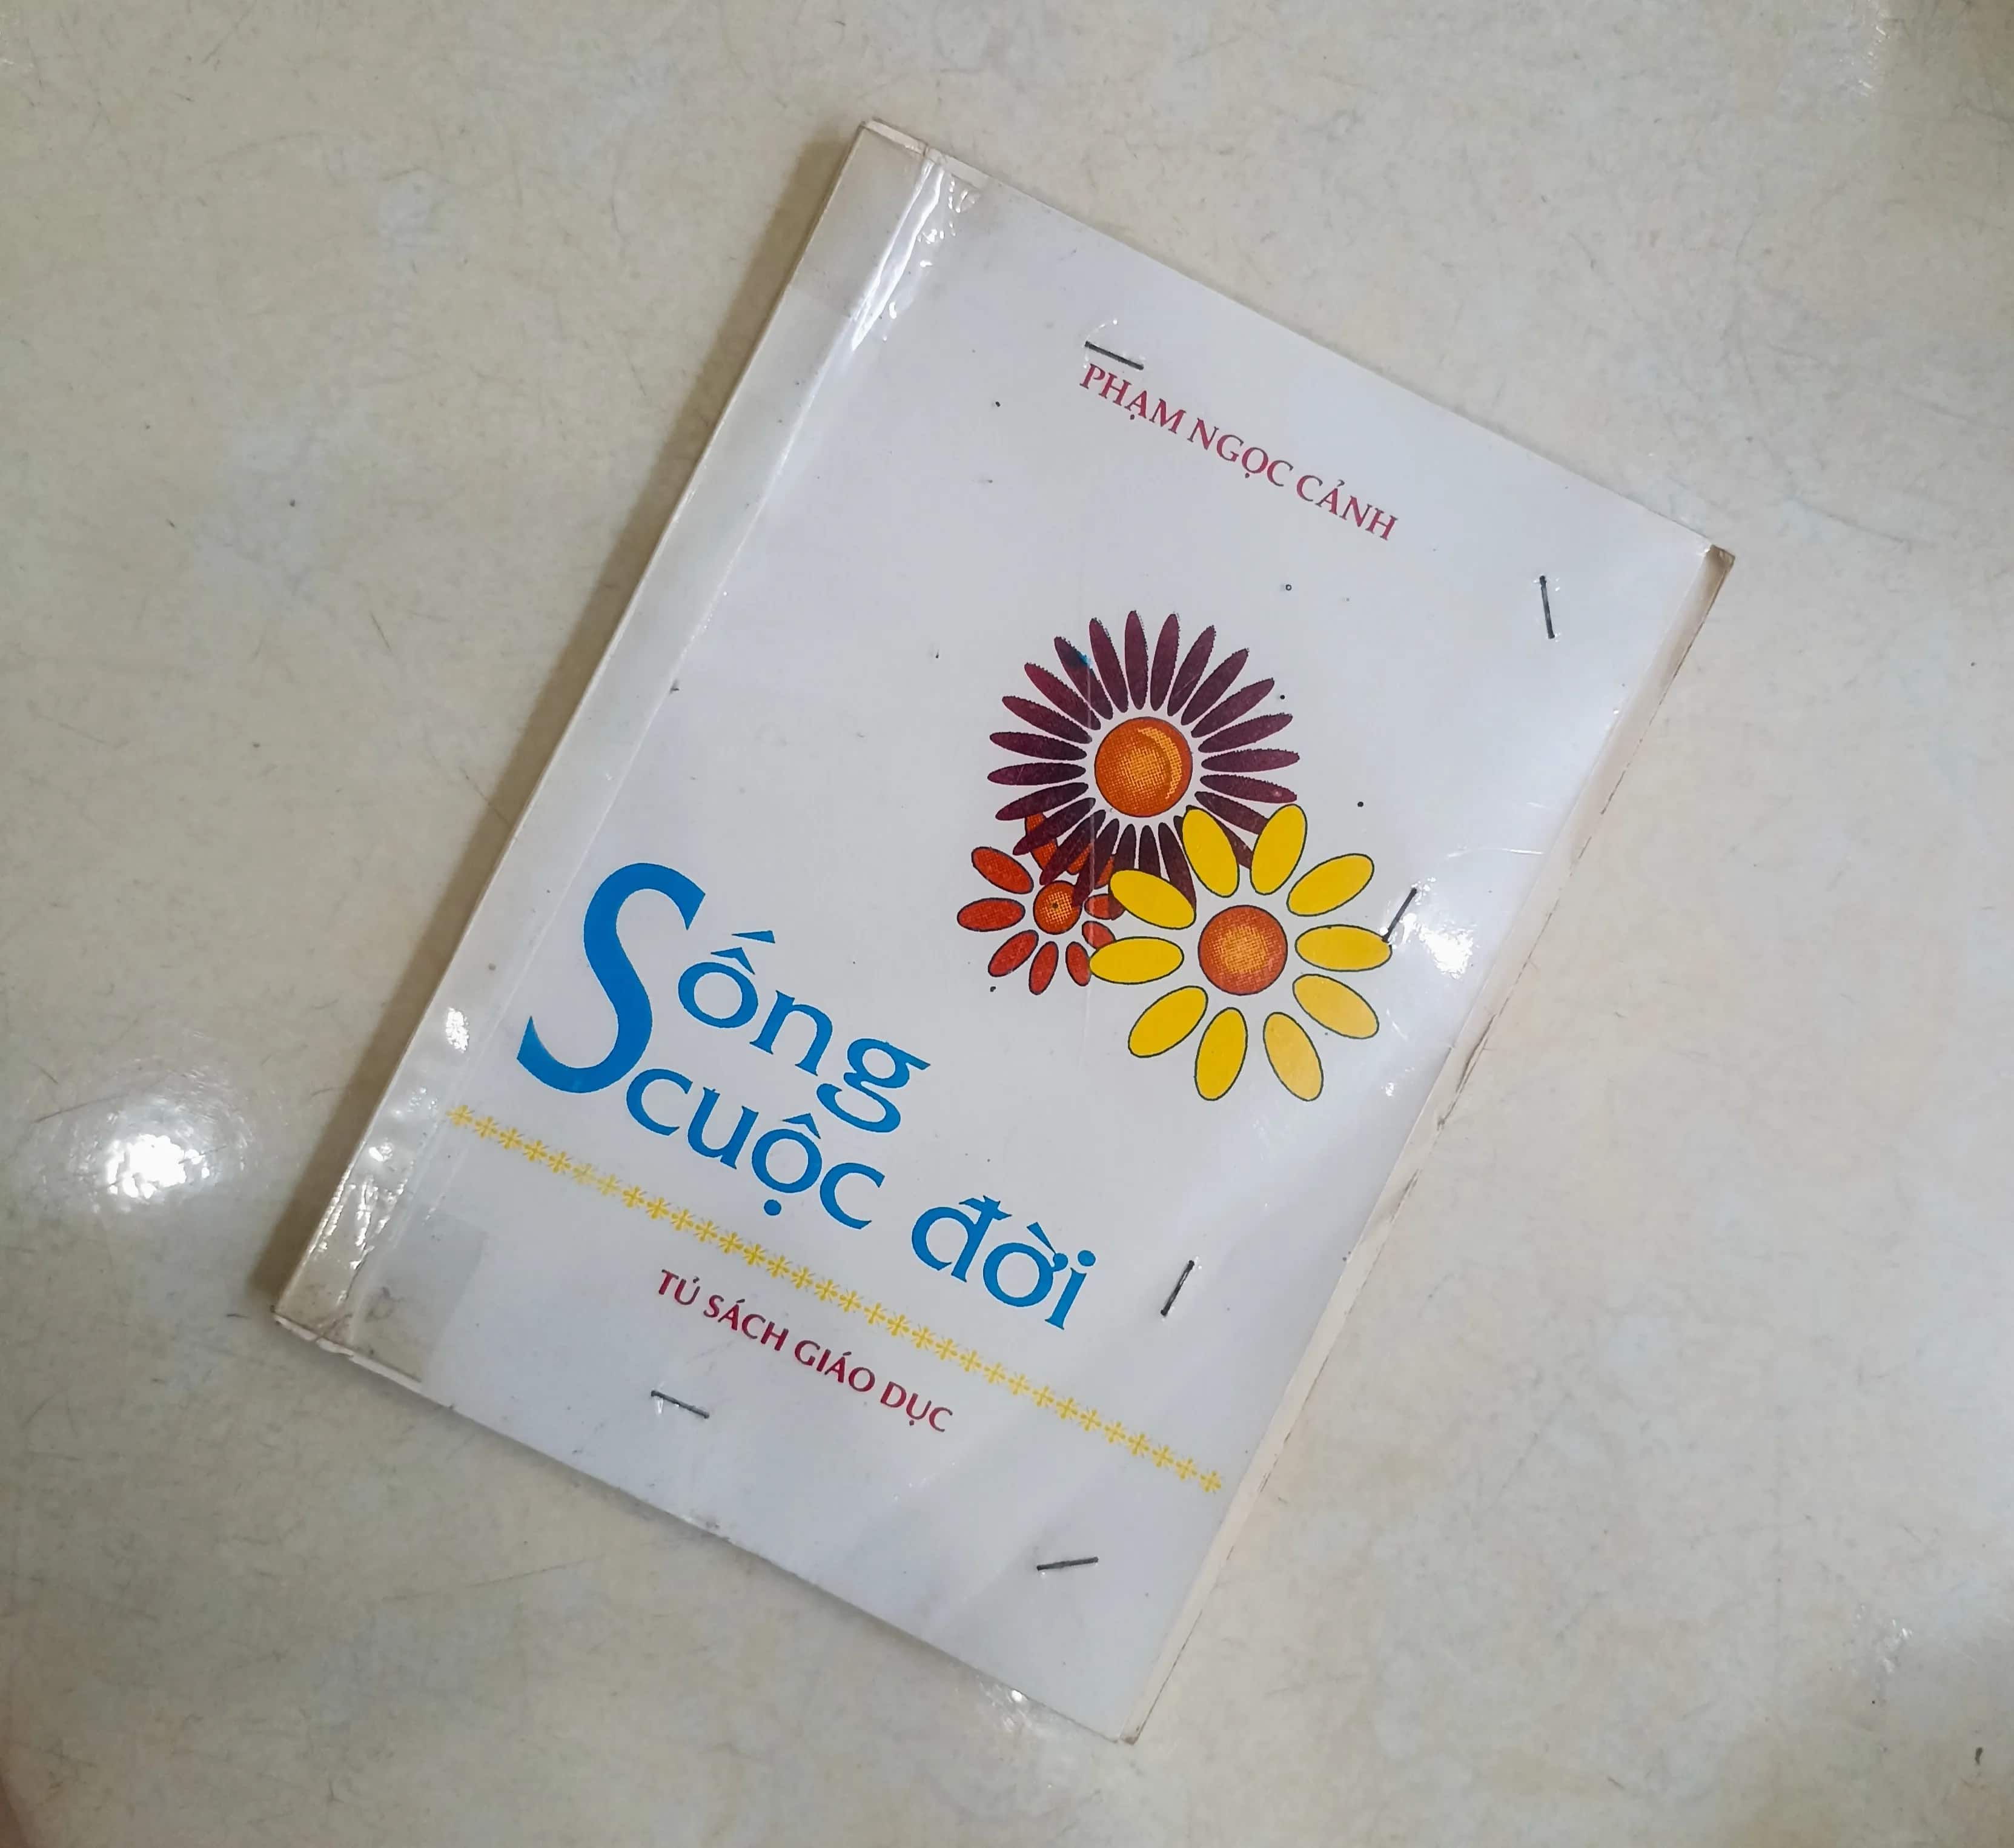 PHẠM NGỌC CẢNH
Sống
cuộc đời
TỦ SÁCH GIÁO DỤC